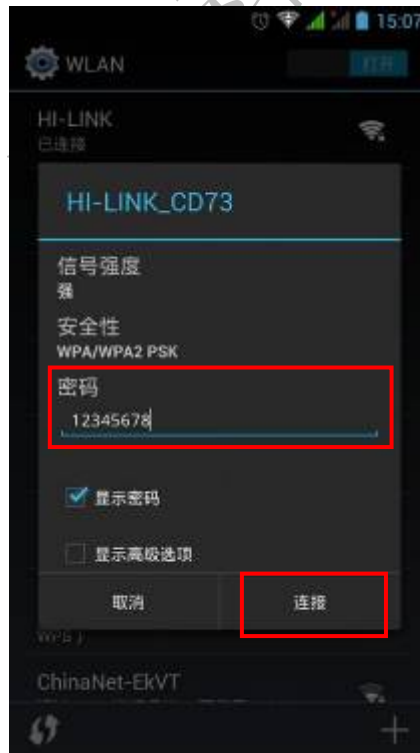 15:07
WLAN
打开
HI-LINK
已连接
HI-LINK_CD73
信号强度
强
安全性
WPA/WPA2 PSK
密码
12345678
显示密码
显示高级选项
取消
连接
ChinaNet-EkVT